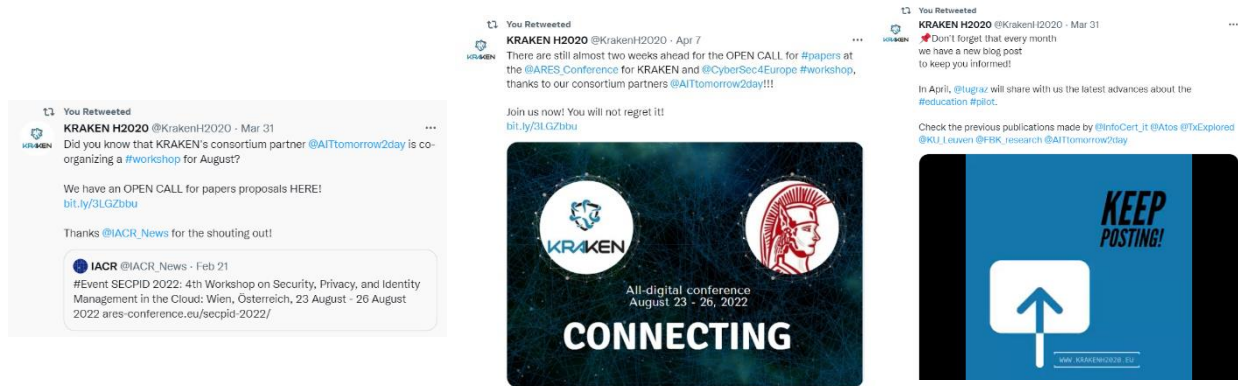 You Retweeted
KRAKEN H2020 @KrakenH2020 · Mar 31
Did you know that KRAKEN's consortium partner @AITtomorrow2day is co-
organizing a #workshop for August?
We have an OPEN CALL for papers proposals HERE!
bit.ly/3LGZbbu
Thanks @IACR_News for the shouting out!
IACR @IACR_News · Feb 21
#Event SECPID 2022: 4th Workshop on Security, Privacy, and Identity
Management in the Cloud: Wien, Österreich, 23 August - 26 August
2022 ares-conference.eu/secpid-2022/
KRAKEN
You Retweeted
KRAKEN H2020 @KrakenH2020 · Apr 7
There are still almost two weeks ahead for the OPEN CALL for #papers at
the @ARES_Conference for KRAKEN and @CyberSec4Europe #workshop,
thanks to our consortium partners @AITtomorrow2day!!!
Join us now! You will not regret it!
bit.ly/3LGZbbu
KRAKEN
KRAKEN
All-digital conference
August 23 - 26, 2022
CONNECTING
You Retweeted
KRAKEN H2020 @KrakenH2020 · Mar 31
📌Don't forget that every month
we have a new blog post
to keep you informed!
In April, @tugraz will share with us the latest advances about the
#education #pilot.
Check the previous publications made by @InfoCert_it @Atos @TxExplored
@KU_Leuven @FBK_research @AITtomorrow2day
KRAKEN
KEEP
POSTING!
WWW.KRAKENH2020.EU